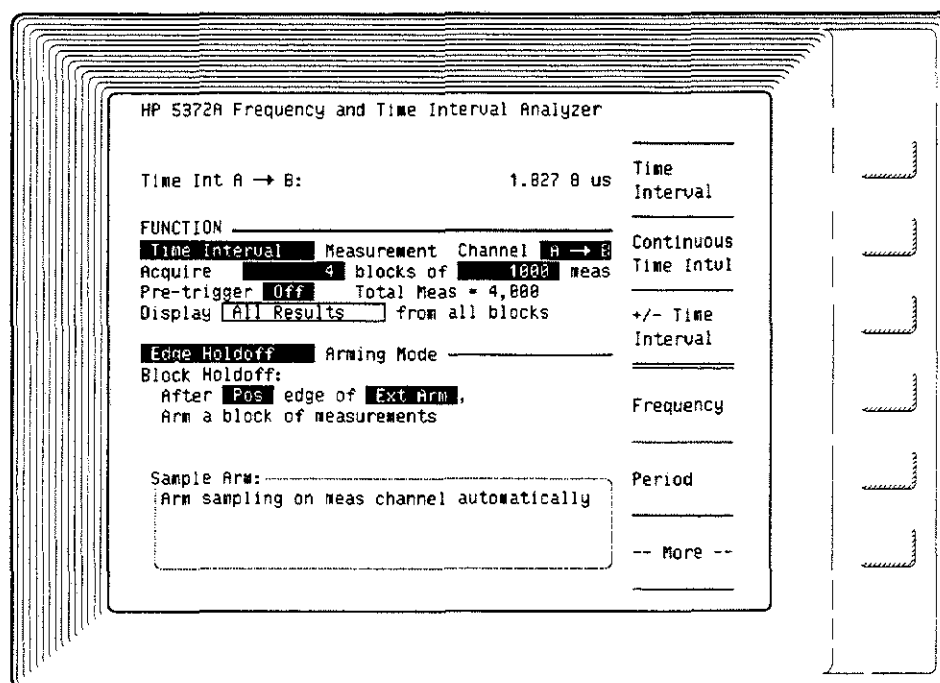 HP 5372A Frequency and Time Interval Analyzer
Time Int A → B: 1.827 8 us
FUNCTION
Time Interval Measurement Channel A → B
Acquire 4 blocks of 1000 meas
Pre-trigger Off Total Meas = 4,000
Display All Results from all blocks
Edge Holdoff Arming Mode
Block Holdoff:
After Pos edge of Ext Arm,
Arm a block of measurements
Sample Arm:
Arm sampling on meas channel automatically
Time
Interval
Continuous
Time Intvl
+/- Time
Interval
Frequency
Period
-- More --